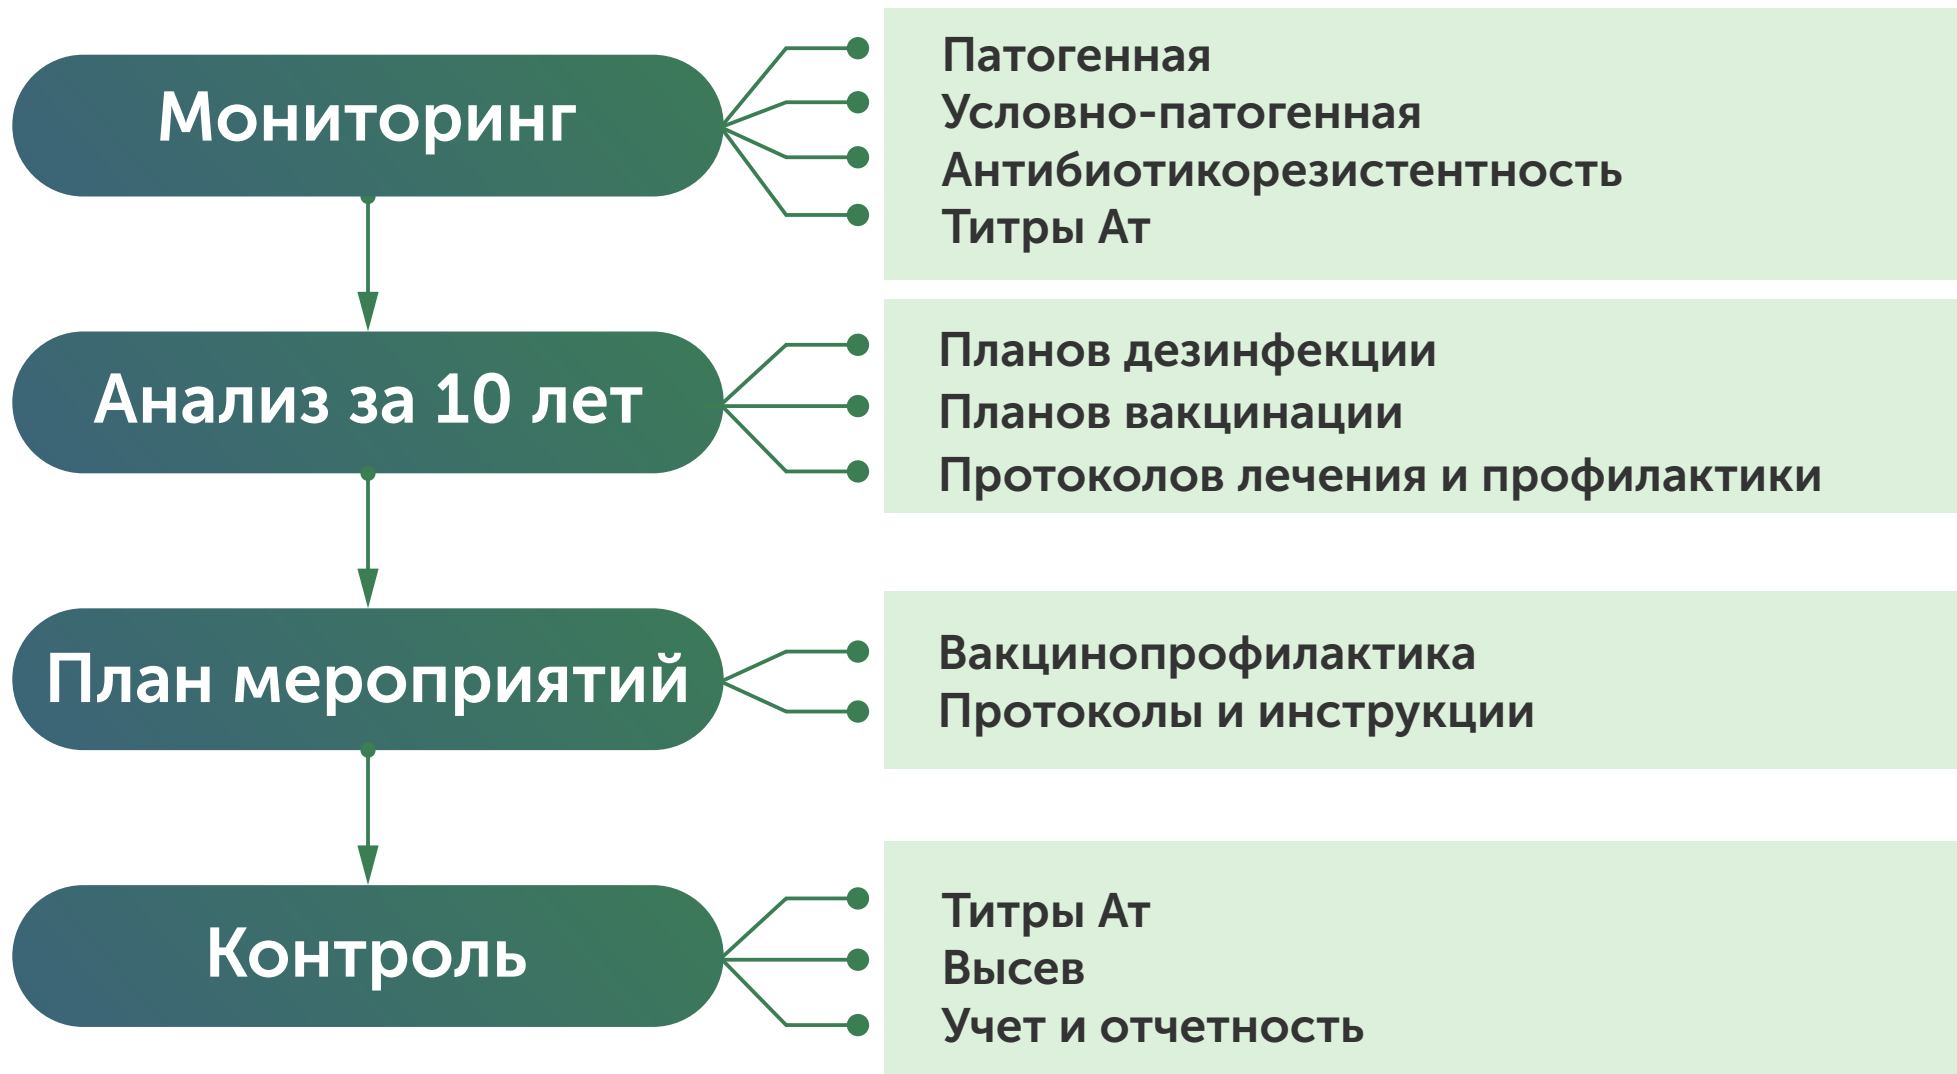 Мониторинг
Патогенная
Условно-патогенная
Антибиотикорезистентность
Титры Ат
Анализ за 10 лет
Планов дезинфекции
Планов вакцинации
Протоколов лечения и профилактики
План мероприятий
Вакцинопрофилактика
Протоколы и инструкции
Контроль
Титры Ат
Высев
Учет и отчетность